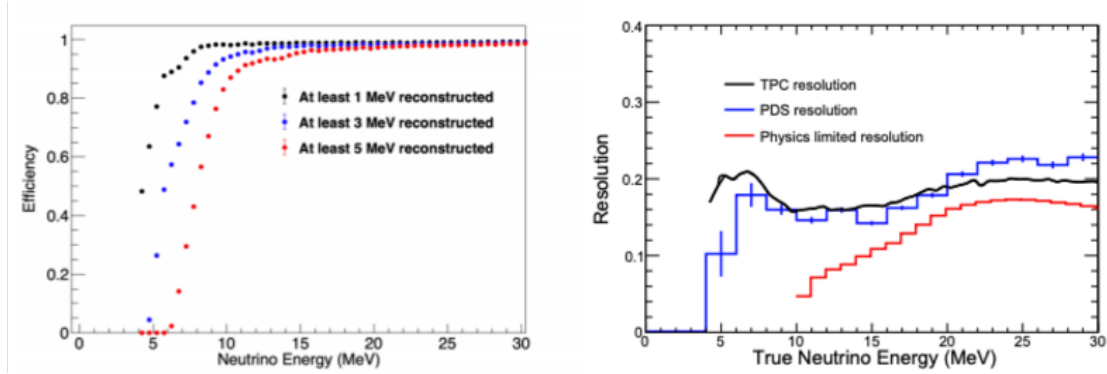 1
0.8
0.6
0.4
0.2
0
Efficiency
At least 1 MeV reconstructed
At least 3 MeV reconstructed
At least 5 MeV reconstructed
0 5 10 15 20 25 30
Neutrino Energy (MeV)
0.4
0.3
0.2
0.1
0
Resolution
TPC resolution
PDS resolution
Physics limited resolution
5 10 15 20 25 30
True Neutrino Energy (MeV)